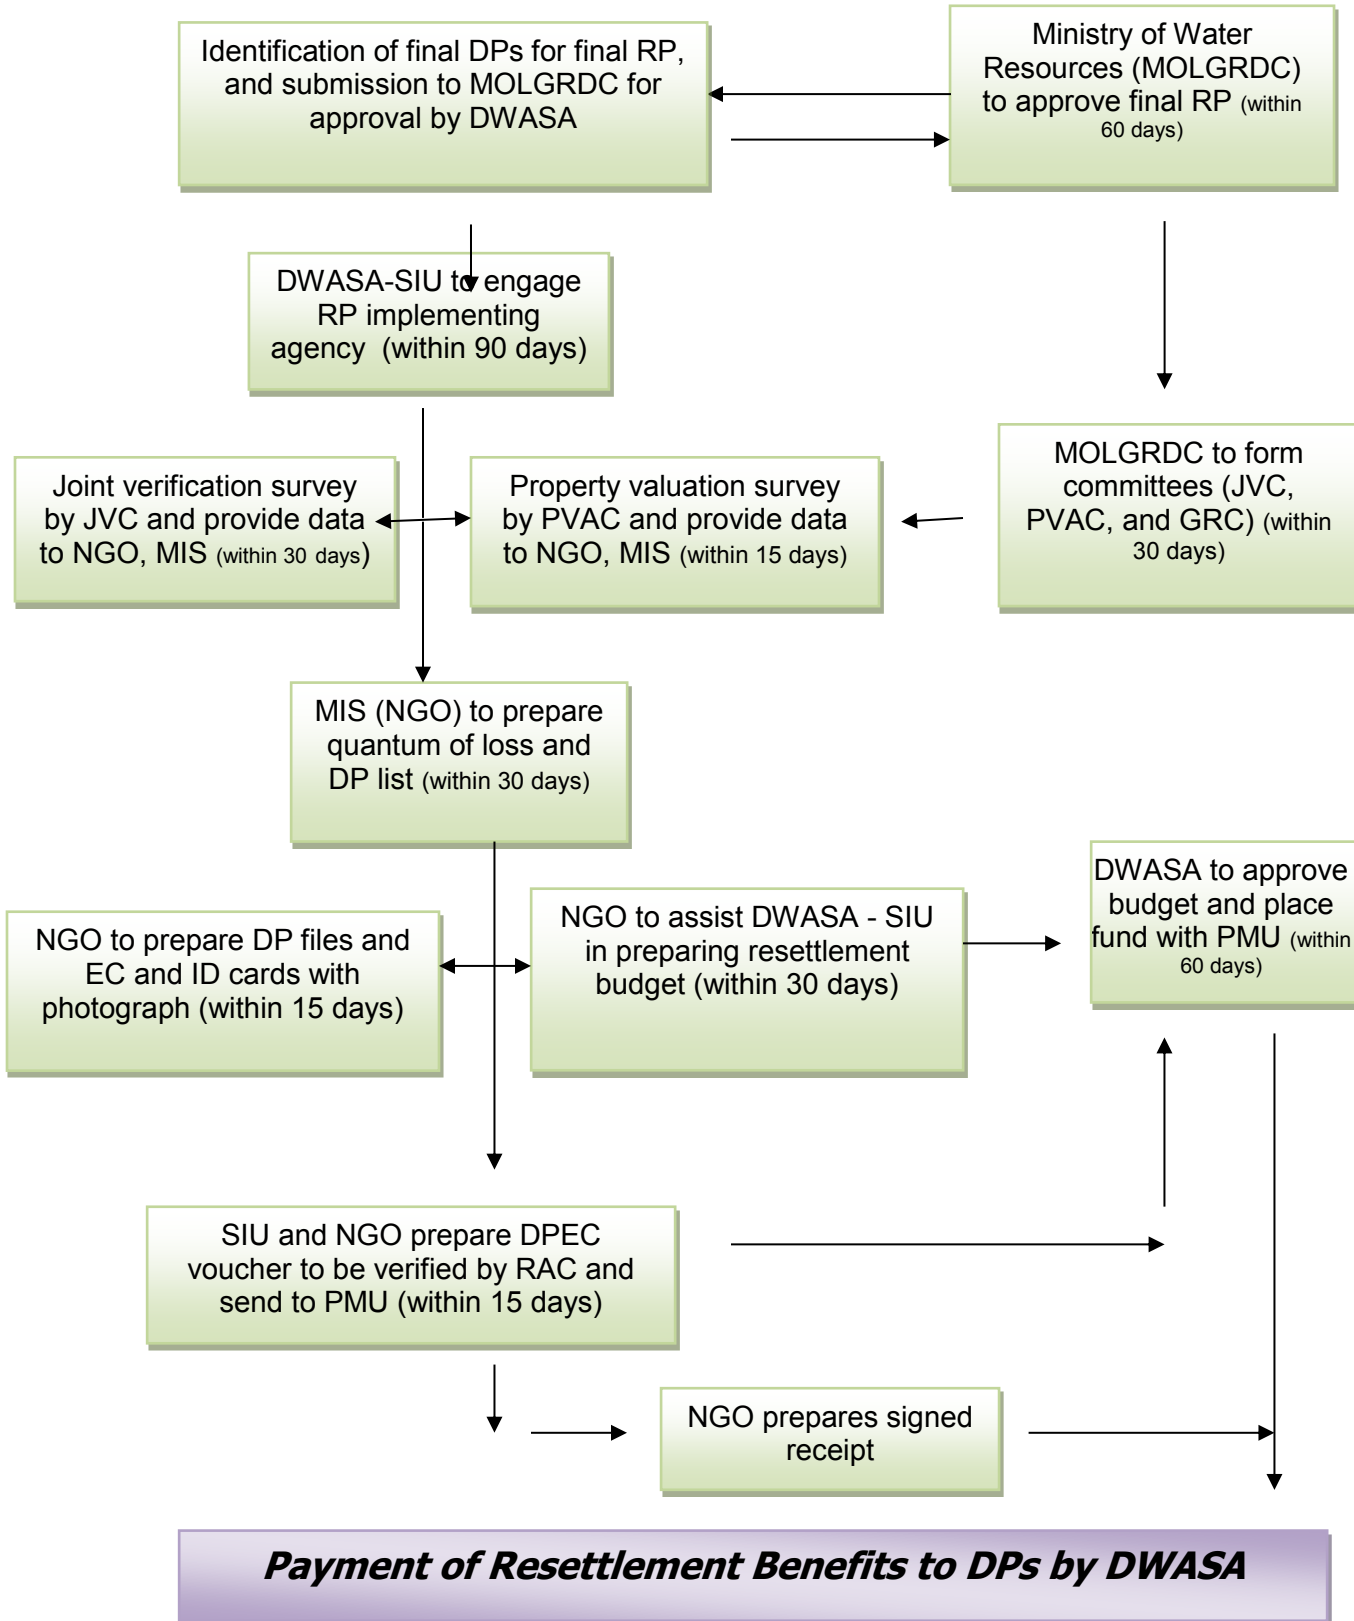 Identification of final DPs for final RP,
and submission to MOLGRDC for
approval by DWASA
Ministry of Water
Resources (MOLGRDC)
to approve final RP (within
60 days)
DWASA-SIU to engage
RP implementing
agency (within 90 days)
Joint verification survey
by JVC and provide data
to NGO, MIS (within 30 days)
Property valuation survey
by PVAC and provide data
to NGO, MIS (within 15 days)
MOLGRDC to form
committees (JVC,
PVAC, and GRC) (within
30 days)
MIS (NGO) to prepare
quantum of loss and
DP list (within 30 days)
NGO to prepare DP files and
EC and ID cards with
photograph (within 15 days)
NGO to assist DWASA - SIU
in preparing resettlement
budget (within 30 days)
DWASA to approve
budget and place
fund with PMU (within
60 days)
SIU and NGO prepare DPEC
voucher to be verified by RAC and
send to PMU (within 15 days)
NGO prepares signed
receipt
Payment of Resettlement Benefits to DPs by DWASA